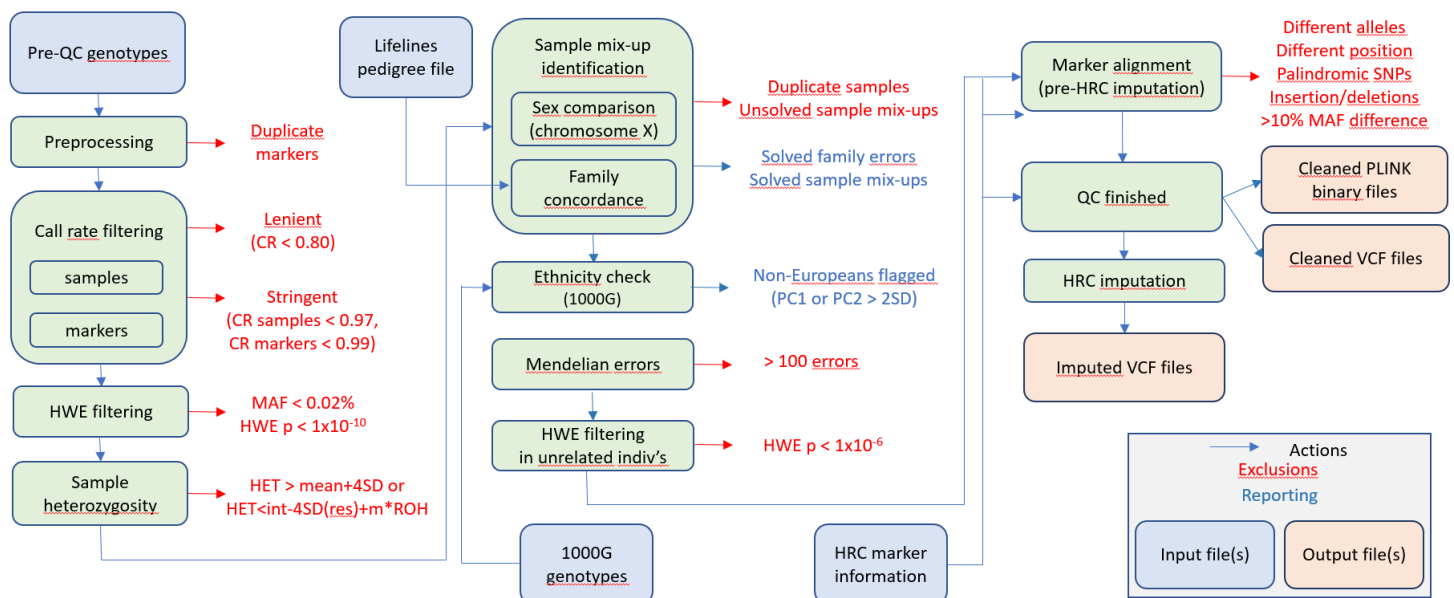 Pre-QC genotypes
Preprocessing
Duplicate
markers
Call rate filtering
samples
markers
Lenient
(CR < 0.80)
Stringent
(CR samples < 0.97,
CR markers < 0.99)
HWE filtering
MAF < 0.02%
HWE p < 1x10⁻¹⁰
Sample
heterozygosity
HET > mean+4SD or
HET<int-4SD(res)+m*ROH
Lifelines
pedigree file
Sample mix-up
identification
Sex comparison
(chromosome X)
Family
concordance
Duplicate samples
Unsolved sample mix-ups
Solved family errors
Solved sample mix-ups
Ethnicity check
(1000G)
Non-Europeans flagged
(PC1 or PC2 > 2SD)
Mendelian errors
> 100 errors
HWE filtering
in unrelated indiv's
HWE p < 1x10⁻⁶
1000G
genotypes
HRC marker
information
Marker alignment
(pre-HRC imputation)
Different alleles
Different position
Palindromic SNPs
Insertion/deletions
>10% MAF difference
QC finished
Cleaned PLINK
binary files
Cleaned VCF files
HRC imputation
Imputed VCF files
Actions
Exclusions
Reporting
Input file(s)
Output file(s)